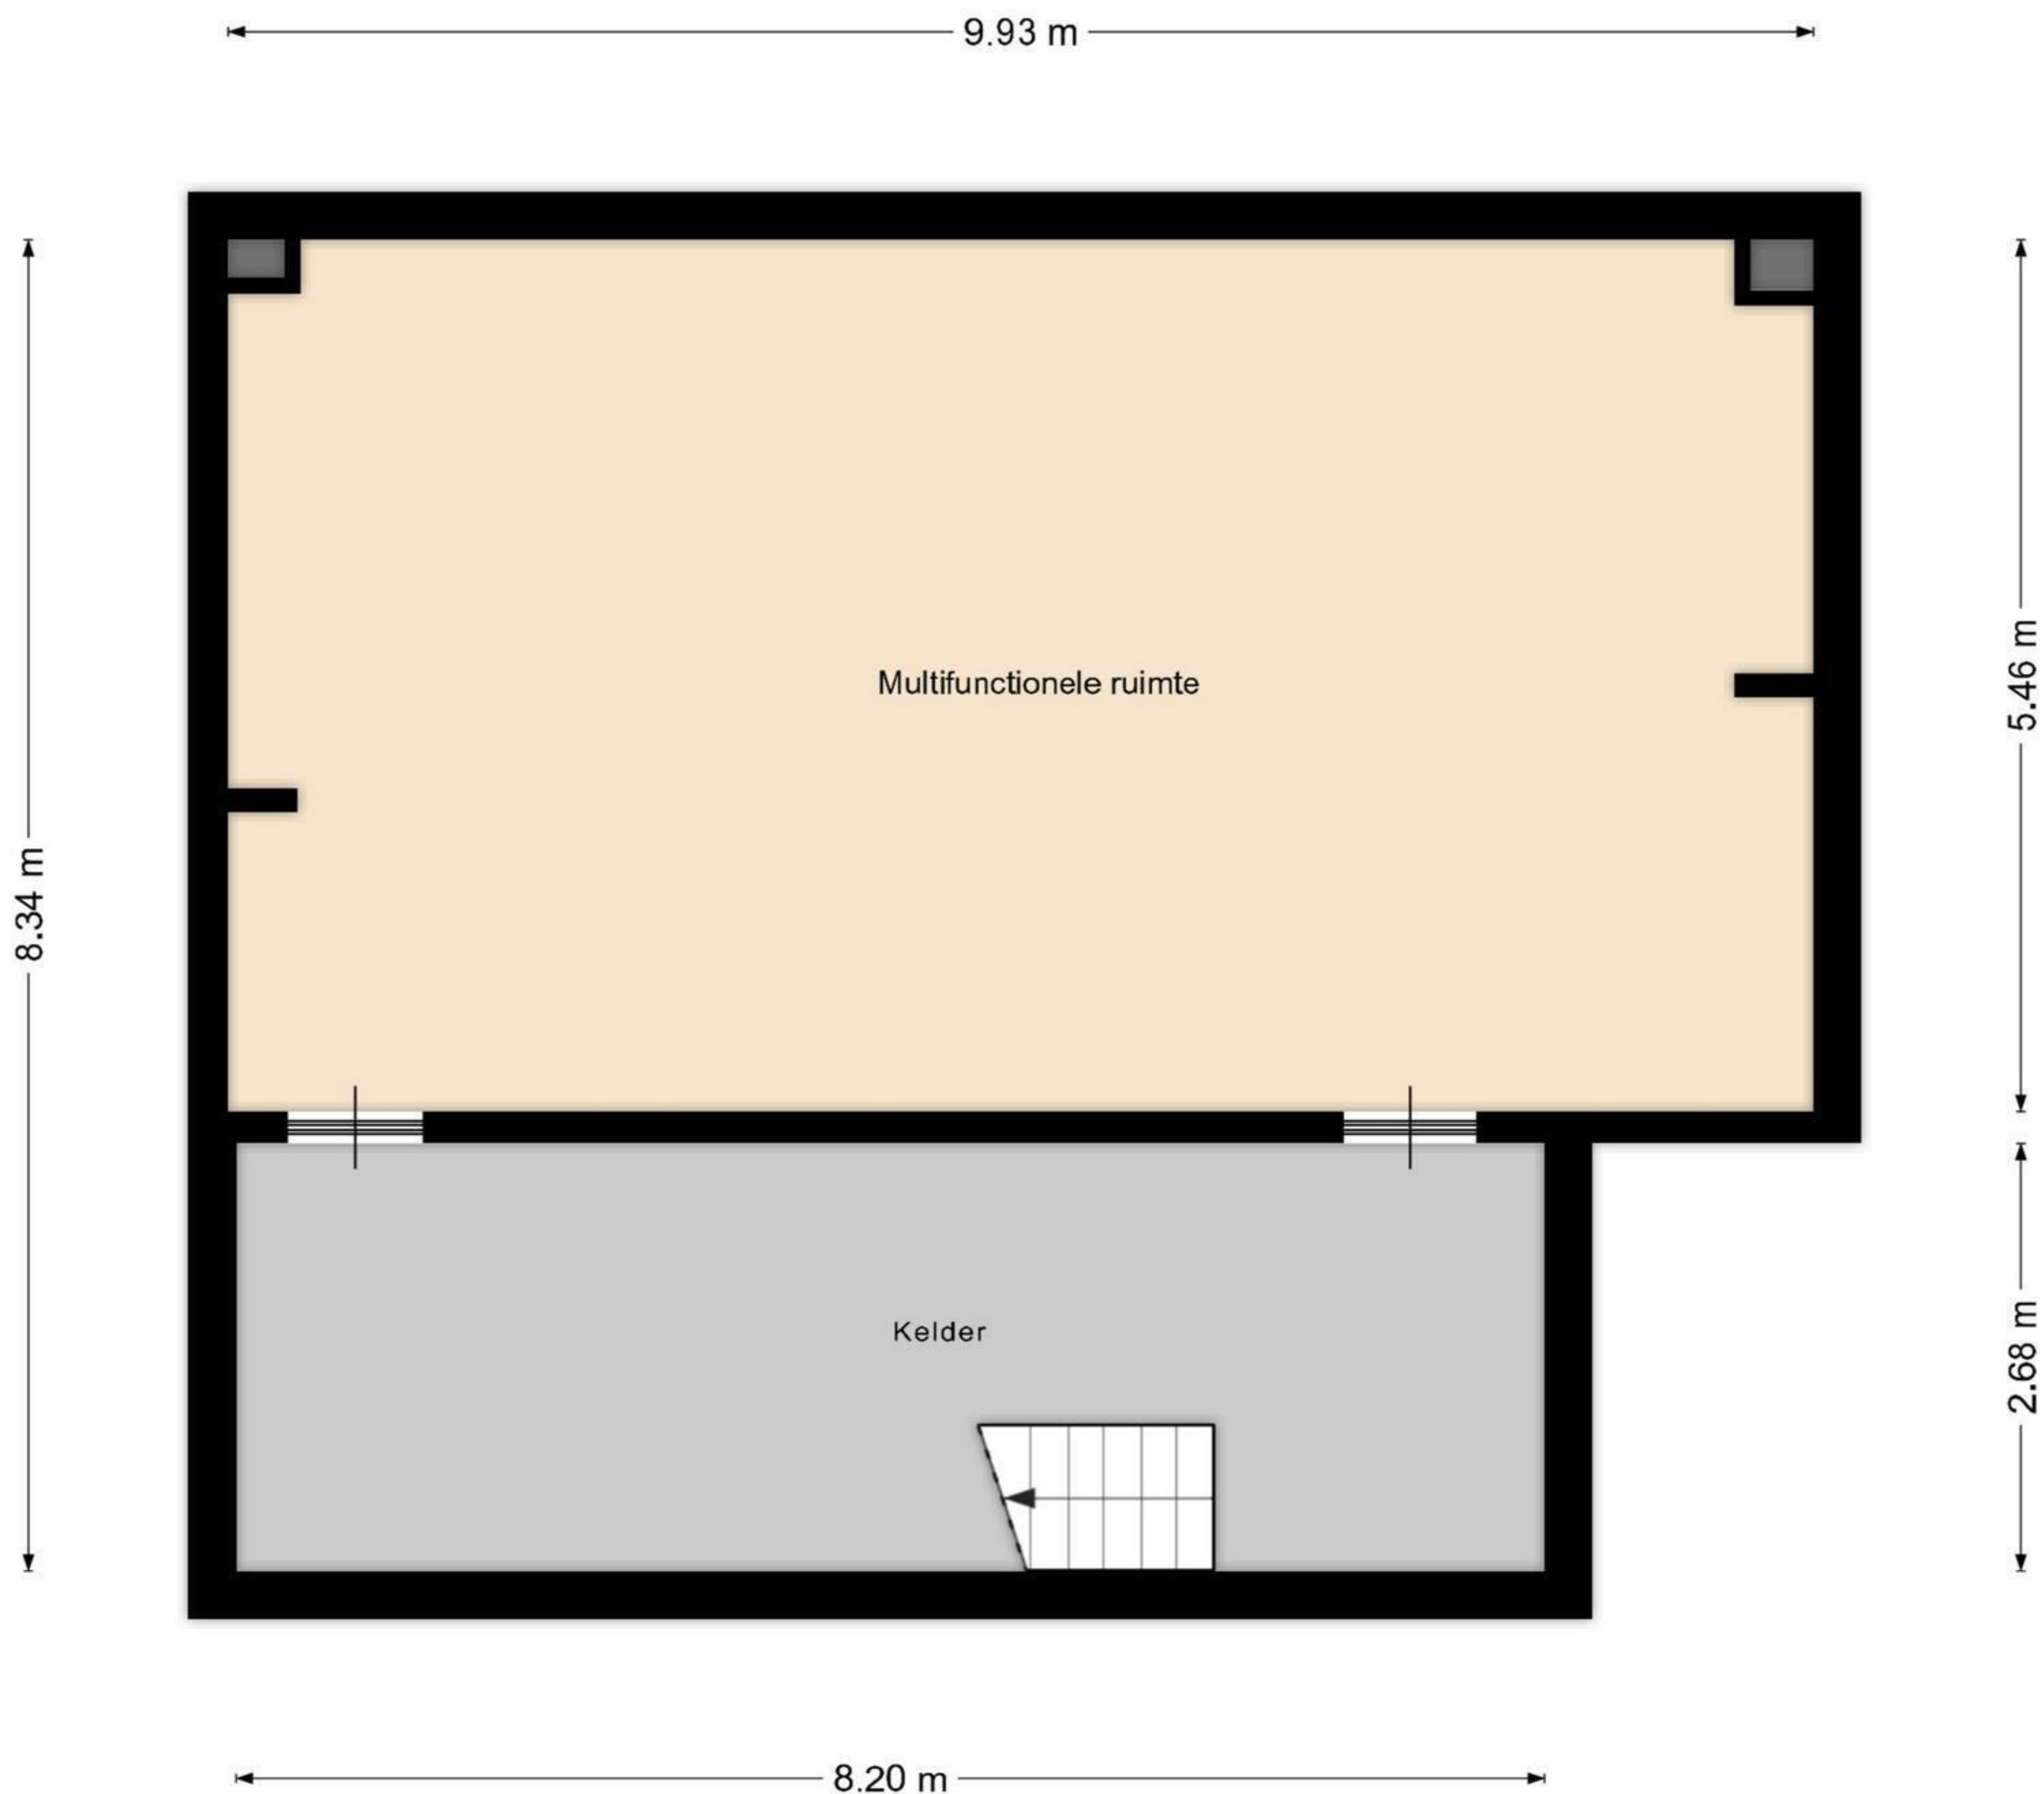 9.93 m
Multifunctionele ruimte
5.46 m
8.34 m
Kelder
2.68 m
8.20 m